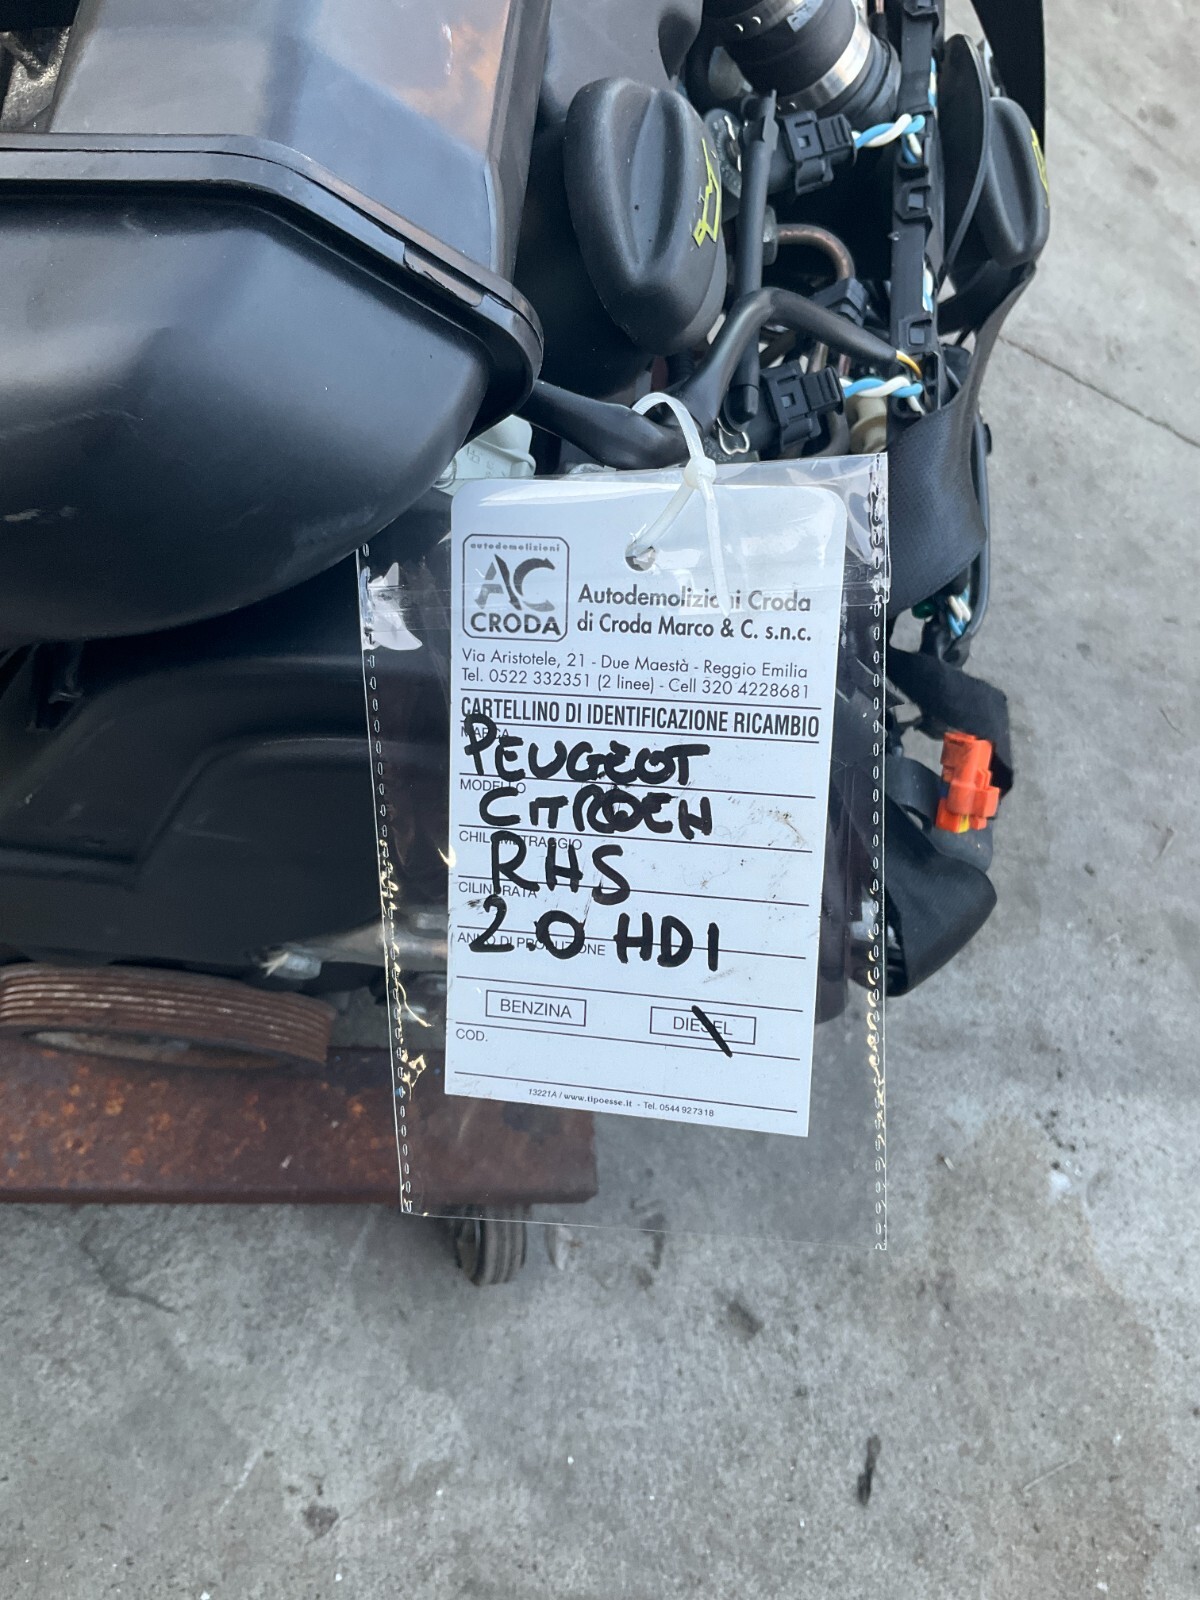 autodemolizioni
AC
CRODA
Autodemolizioni Croda
di Croda Marco & C. s.n.c.
Via Aristotele, 21 - Due Maestà - Reggio Emilia
Tel. 0522 332351 (2 linee) - Cell 320 4228681
CARTELLINO DI IDENTIFICAZIONE RICAMBIO
MARCA
PEUGEOT
MODELLO
CITROEN
CHILOMETRAGGIO
RHS
CILINDRATA
2.0 HDI
ANNO DI PRODUZIONE
BENZINA DIESEL
COD.
13221A / www.tipoesse.it - Tel. 0544 927318